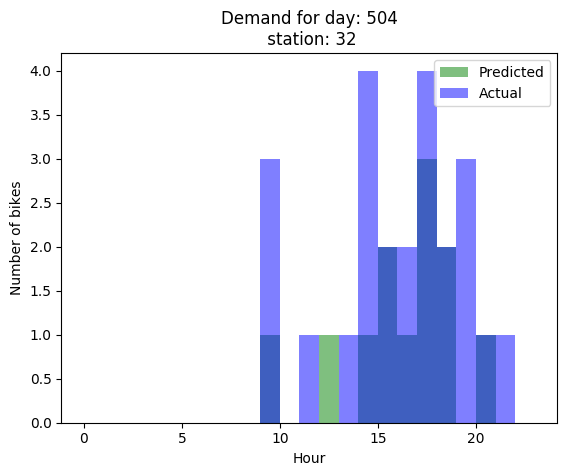 Demand for day: 504
station: 32
Predicted
Actual
4.0
3.5
3.0
2.5
2.0
1.5
1.0
0.5
0.0
Number of bikes
0 5 10 15 20
Hour